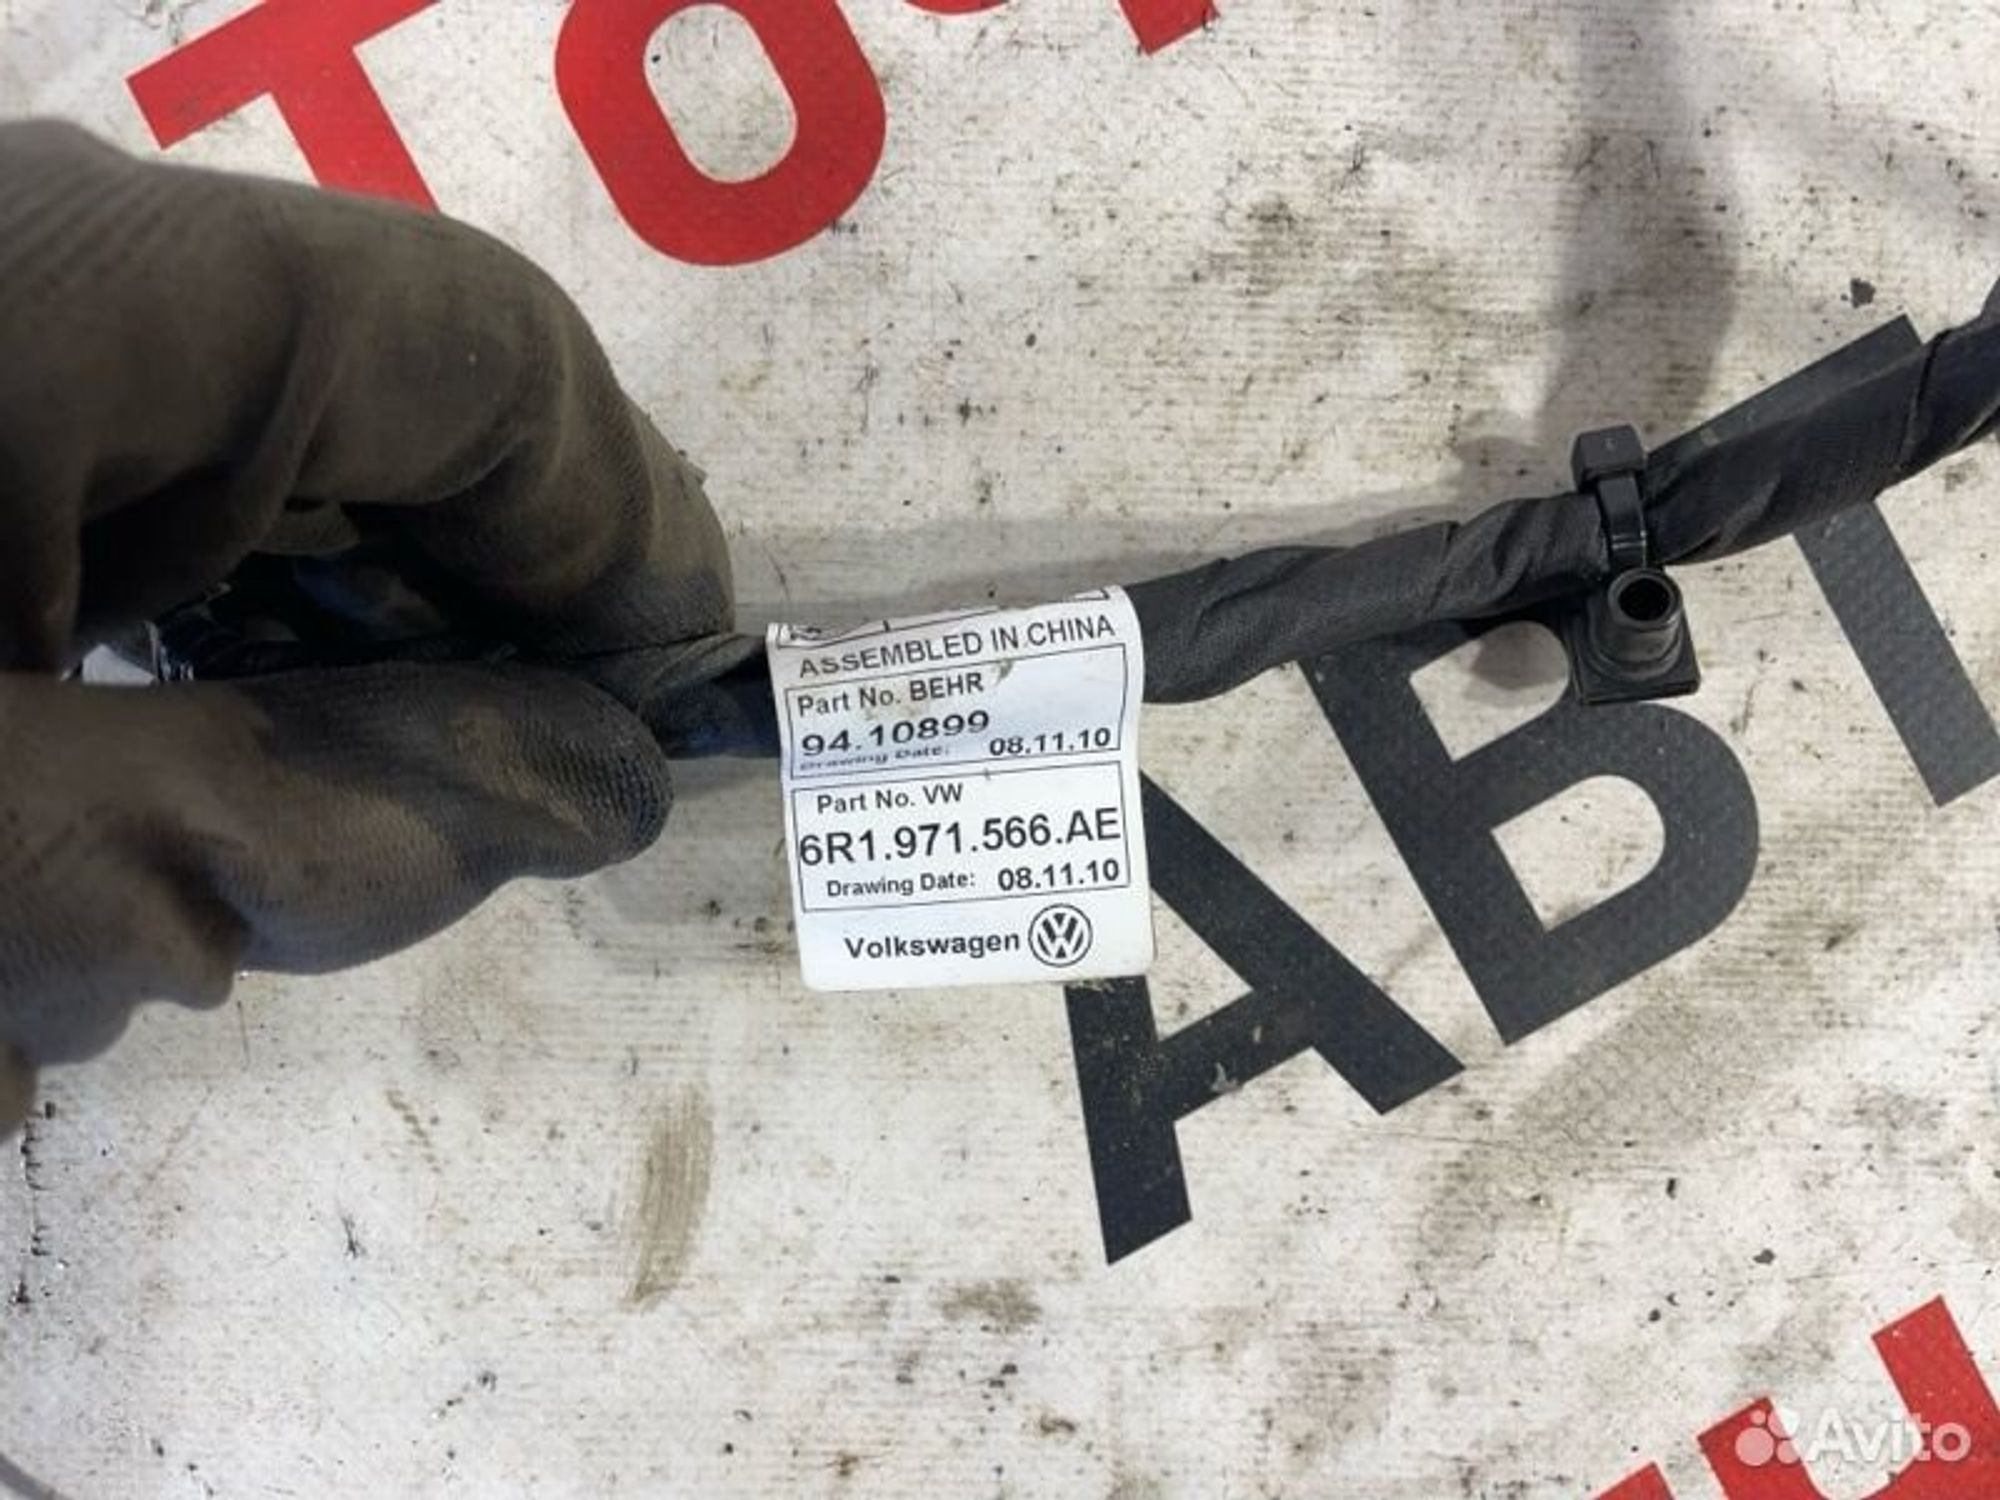 ASSEMBLED IN CHINA
Part No. BEHR
94.10899
Drawing Date: 08.11.10
Part No. VW
6R1.971.566.AE
Drawing Date: 08.11.10
Volkswagen
АВТ
Avito